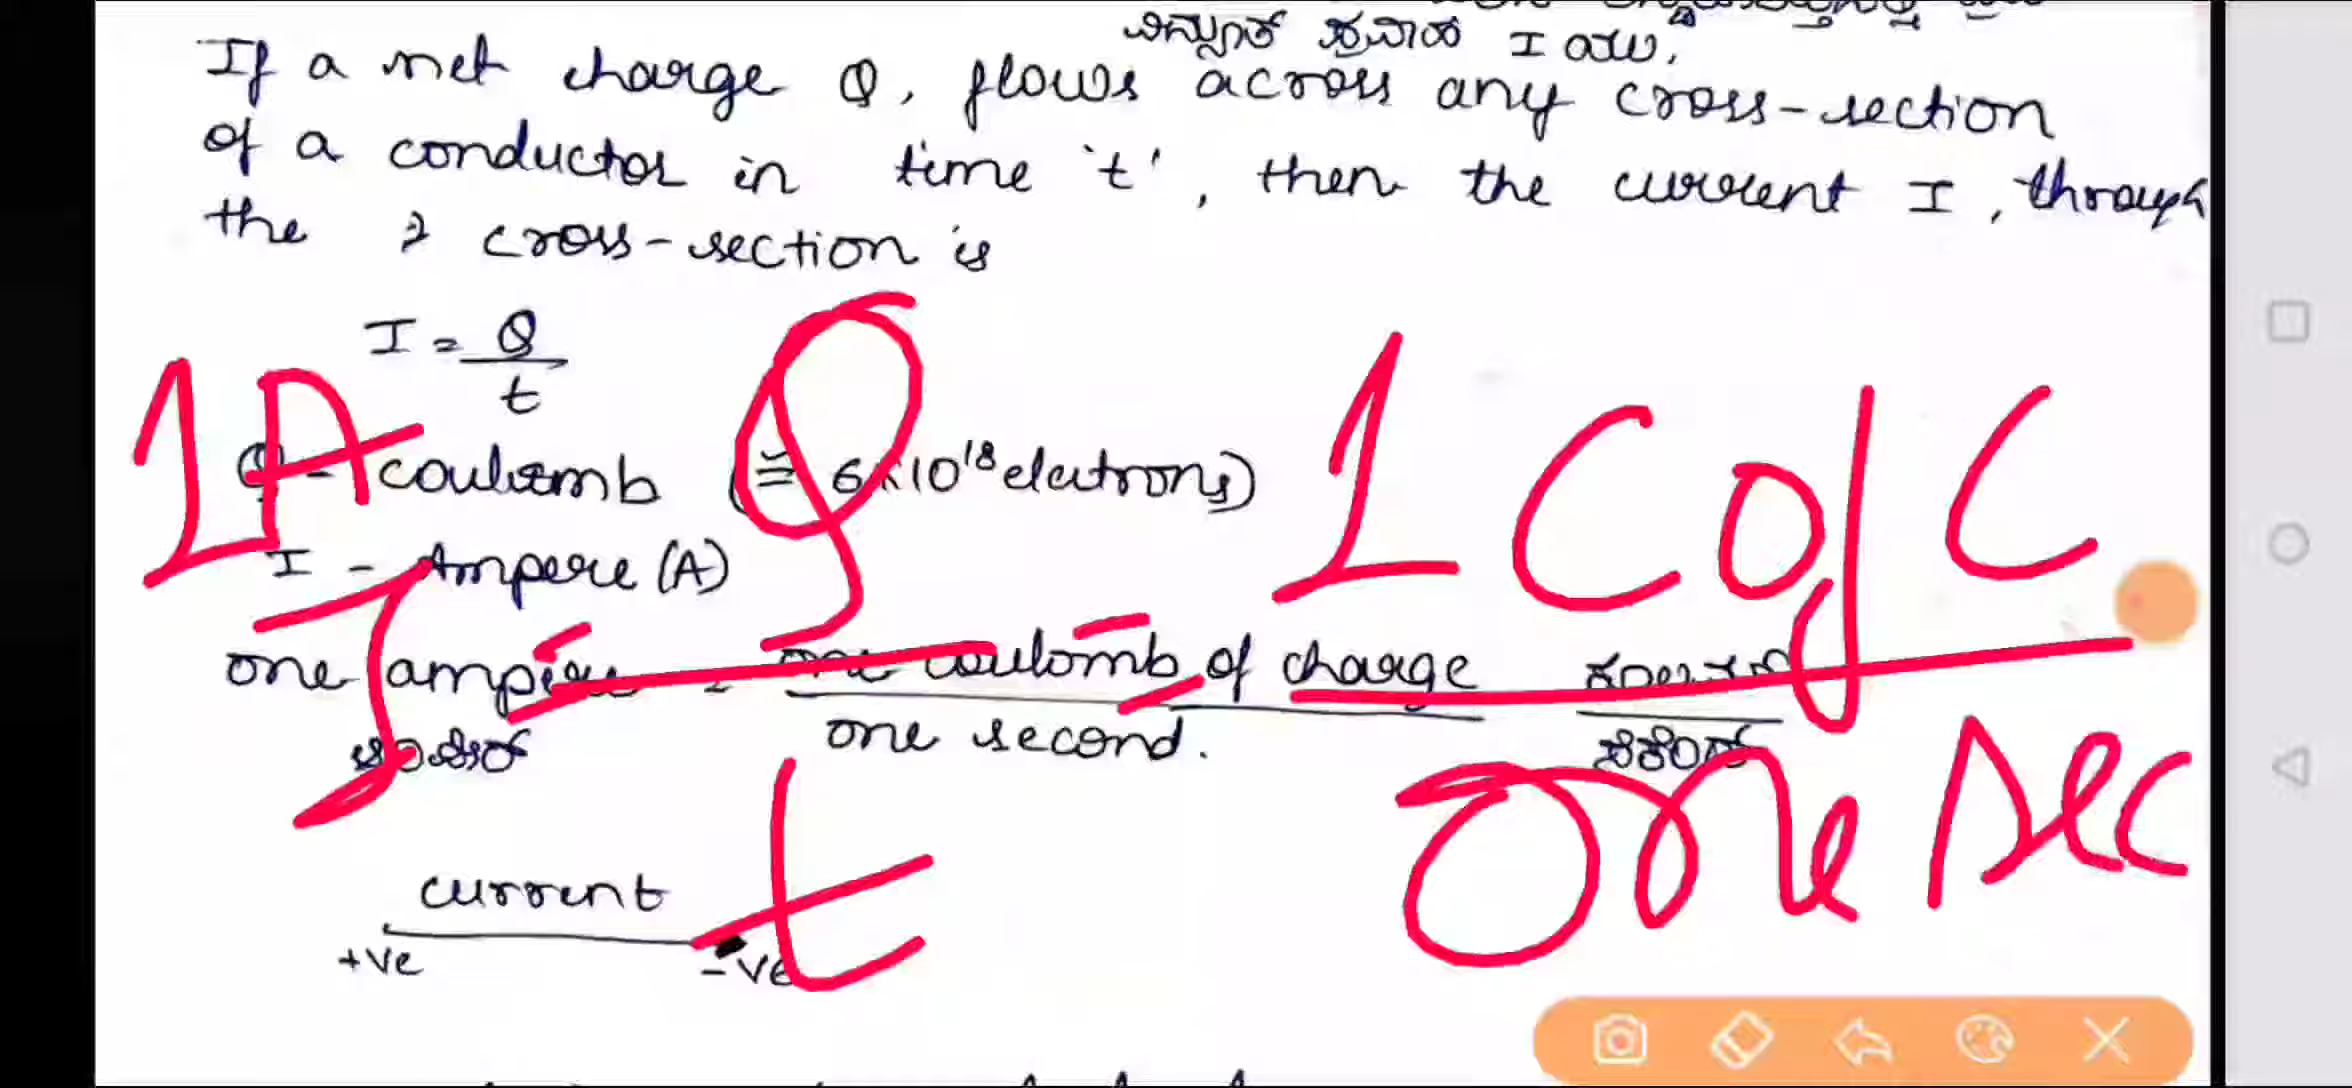 ವಿದ್ಯುತ್ ಪ್ರವಾಹ I ಯು,
If a net charge Q, flows across any cross-section
of a conductor in time 't', then the current I, through
the cross-section is
I = Q
t
1A
Q - coulomb (≅ 6×10¹⁸ electrons)
I - Ampere (A)
I = Q = 1 Co/C
t
one sec
one ampere = one coulomb of charge
one second.
ಸೆಕೆಂಡ್
current
+ve
-ve